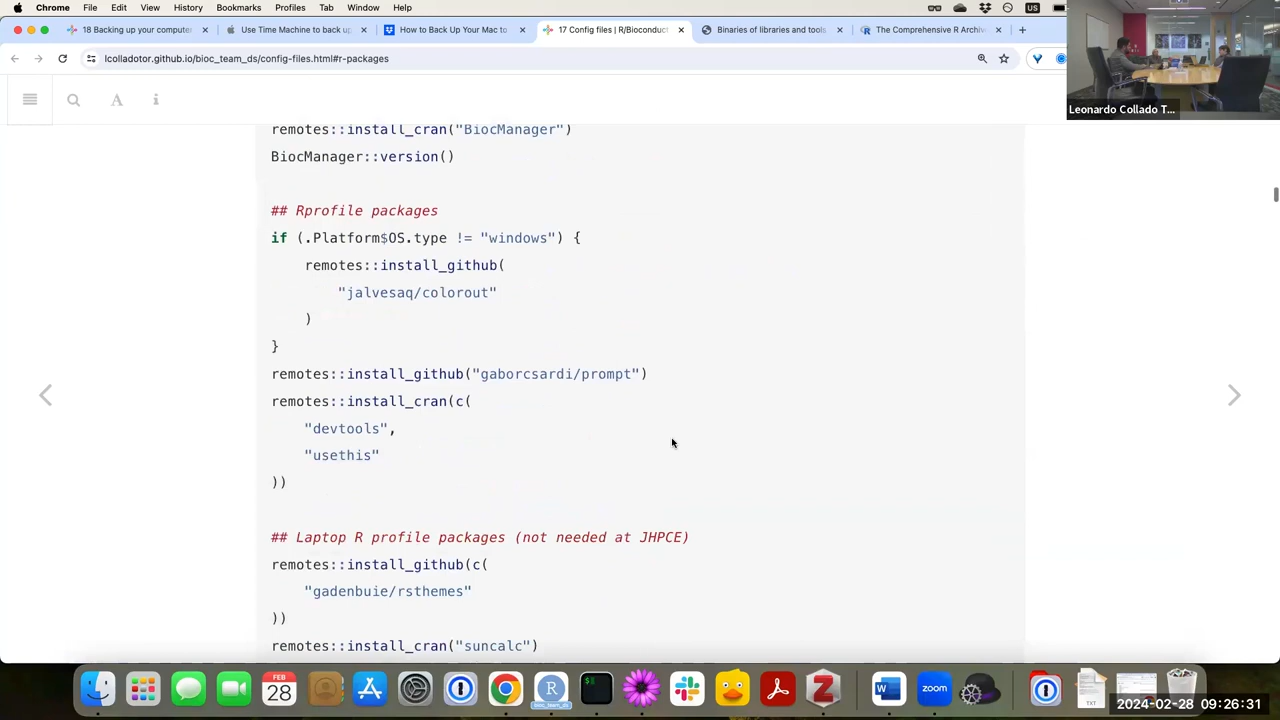 Chrome File Edit View History Bookmarks Profiles Tab Window Help
US
18 Backing up your computer
Use Time Machine to back up
How to Back Up Your Mac to
17 Config files | R/Bioconduct
Binaries of libraries and tools
The Comprehensive R Archiv
lcolladotor.github.io/bioc_team_ds/config-files.html#r-packages
Leonardo Collado T...
remotes::install_cran("BiocManager")
BiocManager::version()
## Rprofile packages
if (.Platform$OS.type != "windows") {
remotes::install_github(
"jalvesaq/colorout"
)
}
remotes::install_github("gaborcsardi/prompt")
remotes::install_cran(c(
"devtools",
"usethis"
))
## Laptop R profile packages (not needed at JHPCE)
remotes::install_github(c(
"gadenbuie/rsthemes"
))
remotes::install_cran("suncalc")
FEB
28
bioc_team_ds
zoom
TXT
2024-02-28 09:26:31